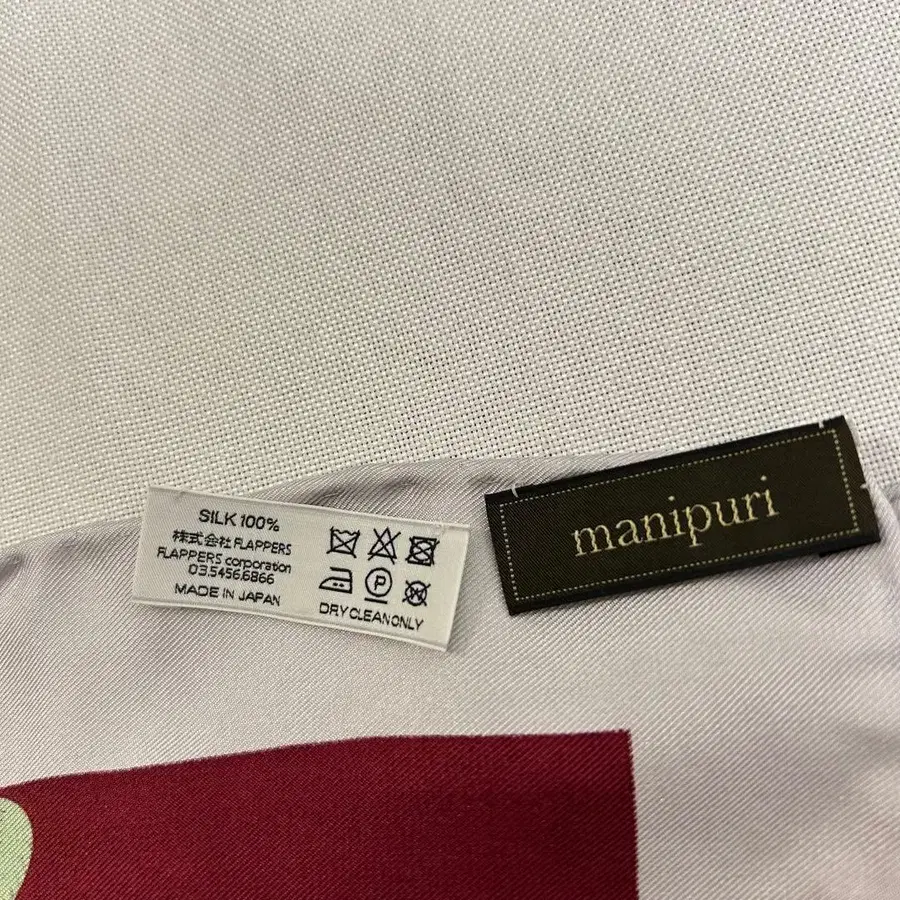 SILK 100%
株式会社 FLAPPERS
FLAPPERS corporation
03.5456.6866
MADE IN JAPAN
P
W
DRY CLEAN ONLY
manipuri